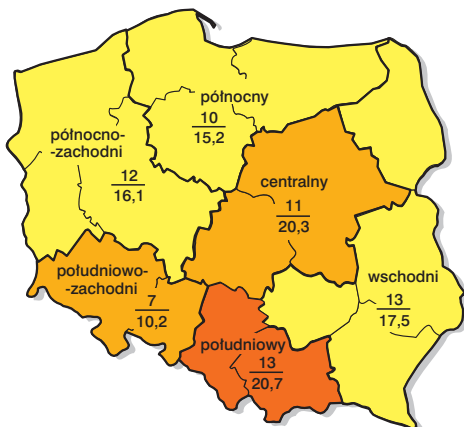 północny
10
15,2
północno-
-zachodni
12
16,1
centralny
11
20,3
południowo-
-zachodni
7
10,2
wschodni
13
17,5
południowy
13
20,7